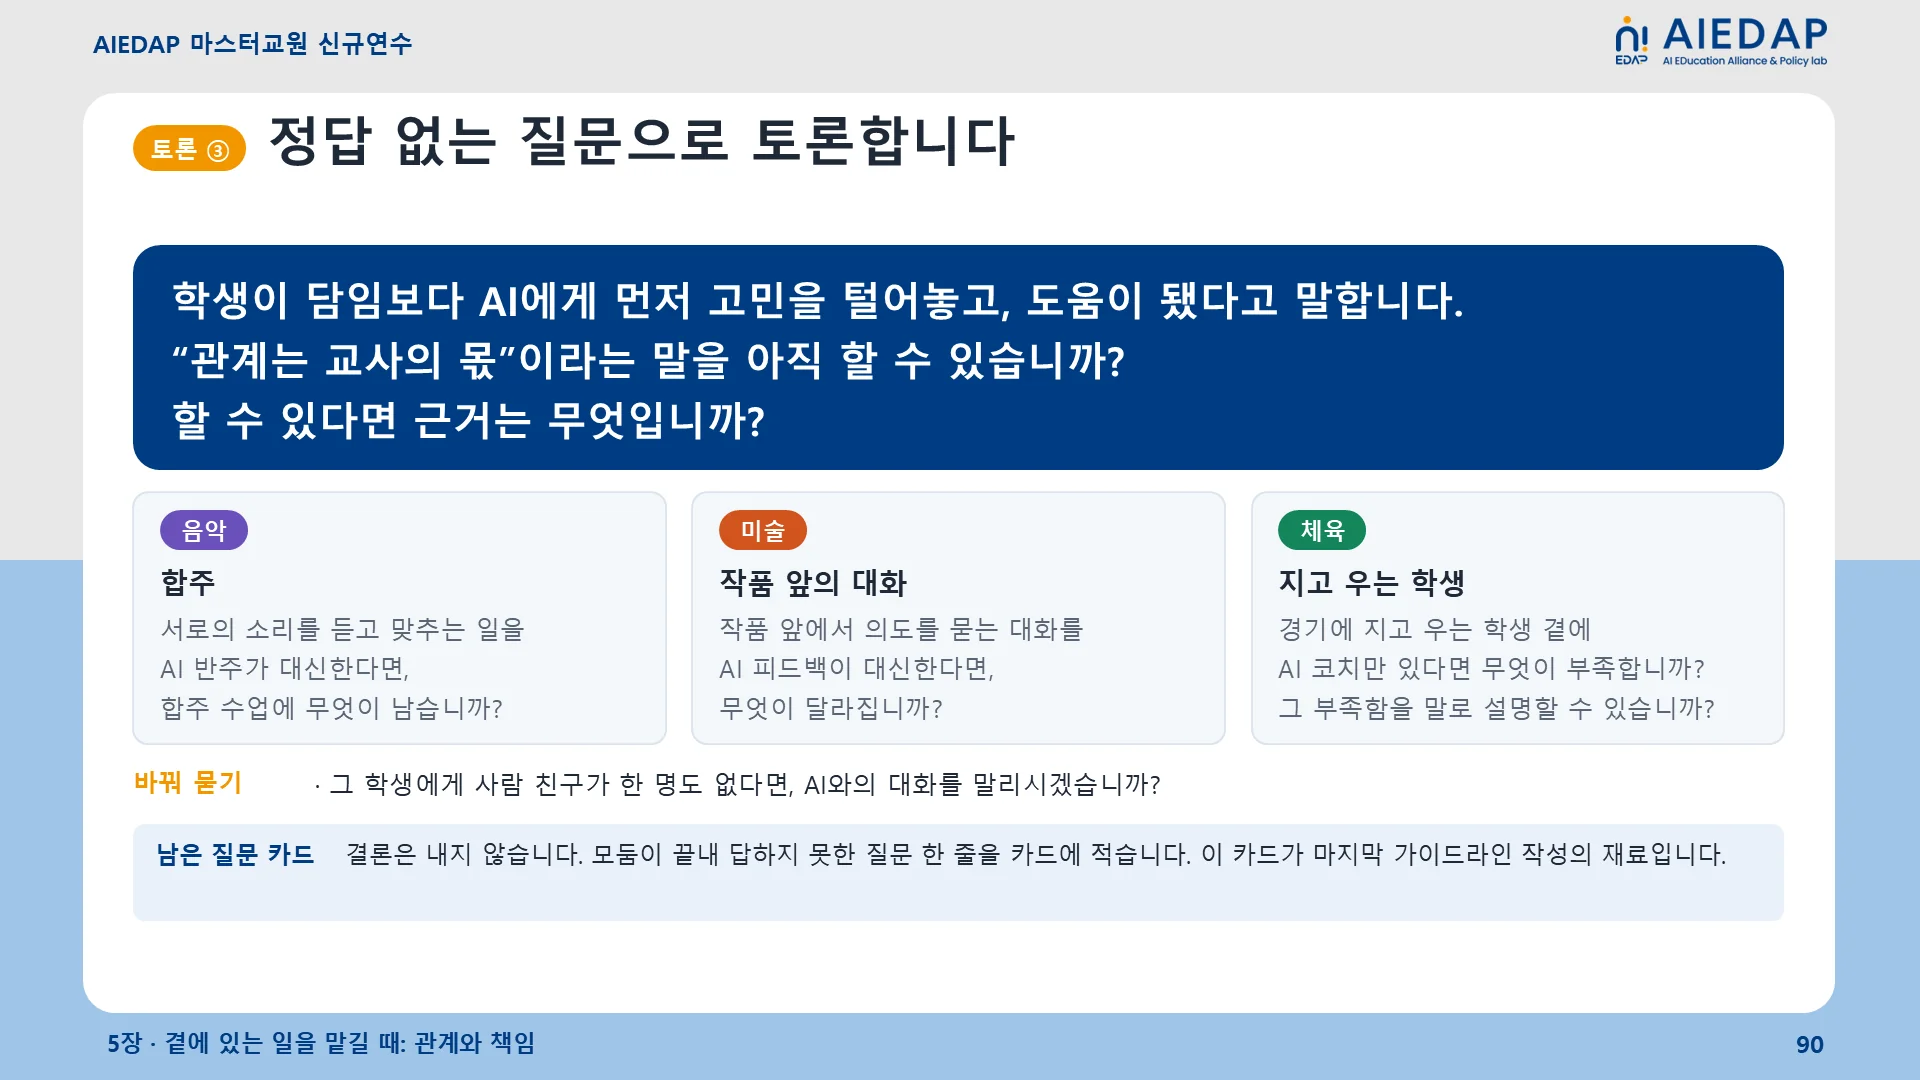 AIEDAP 마스터교원 신규연수
EDAP
AIEDAP
AI EDucation Alliance & Policy lab
토론 ③
정답 없는 질문으로 토론합니다
학생이 담임보다 AI에게 먼저 고민을 털어놓고, 도움이 됐다고 말합니다.
“관계는 교사의 몫”이라는 말을 아직 할 수 있습니까?
할 수 있다면 근거는 무엇입니까?
음악
합주
서로의 소리를 듣고 맞추는 일을
AI 반주가 대신한다면,
합주 수업에 무엇이 남습니까?
미술
작품 앞의 대화
작품 앞에서 의도를 묻는 대화를
AI 피드백이 대신한다면,
무엇이 달라집니까?
체육
지고 우는 학생
경기에 지고 우는 학생 곁에
AI 코치만 있다면 무엇이 부족합니까?
그 부족함을 말로 설명할 수 있습니까?
바꿔 묻기
· 그 학생에게 사람 친구가 한 명도 없다면, AI와의 대화를 말리시겠습니까?
남은 질문 카드 결론은 내지 않습니다. 모둠이 끝내 답하지 못한 질문 한 줄을 카드에 적습니다. 이 카드가 마지막 가이드라인 작성의 재료입니다.
5장 · 곁에 있는 일을 맡길 때: 관계와 책임
90